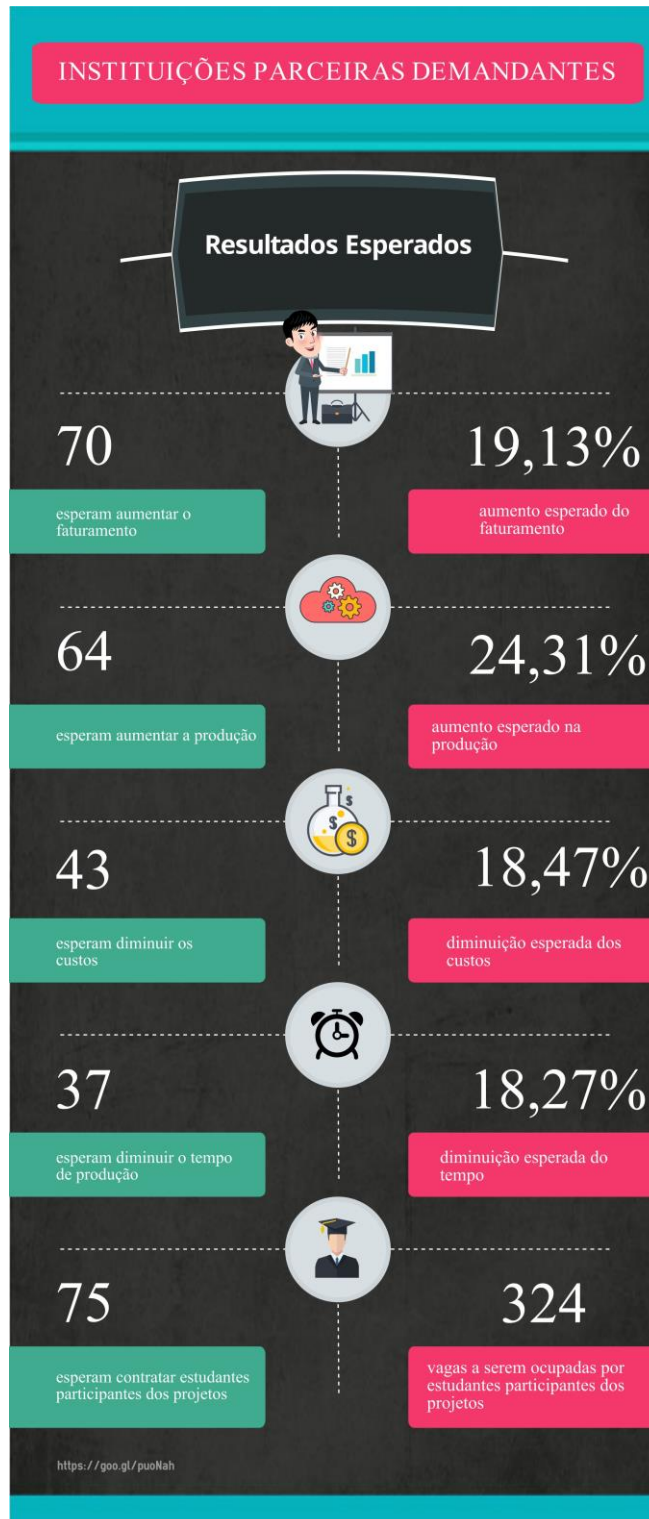 INSTITUIÇÕES PARCEIRAS DEMANDANTES
Resultados Esperados
70
esperam aumentar o
faturamento
19,13%
aumento esperado do
faturamento
64
esperam aumentar a produção
24,31%
aumento esperado na
produção
43
esperam diminuir os
custos
18,47%
diminuição esperada dos
custos
37
esperam diminuir o tempo
de produção
18,27%
diminuição esperada do
tempo
75
esperam contratar estudantes
participantes dos projetos
324
vagas a serem ocupadas por
estudantes participantes dos
projetos
https://goo.gl/puoNah